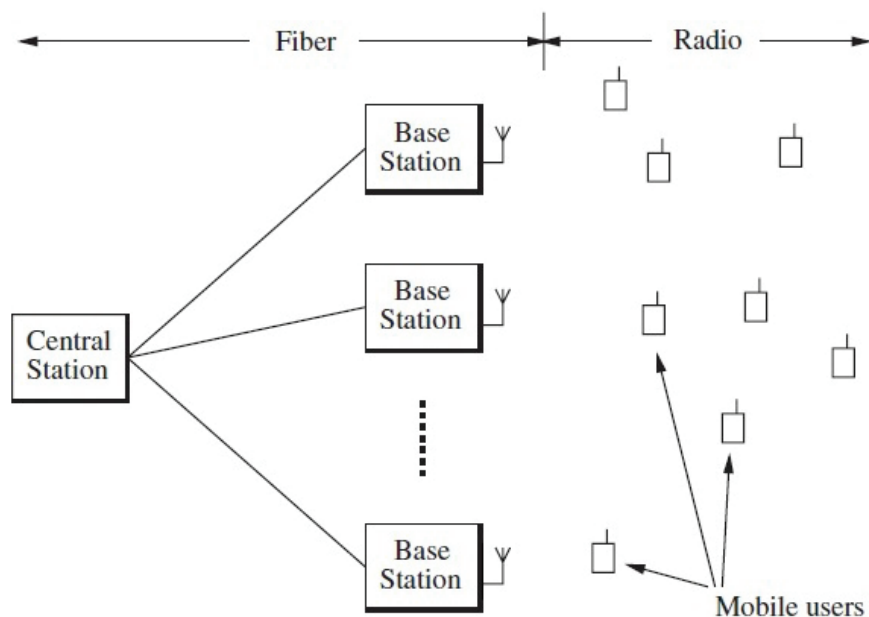 Fiber
Radio
Base
Station
Base
Station
Central
Station
Base
Station
Mobile users